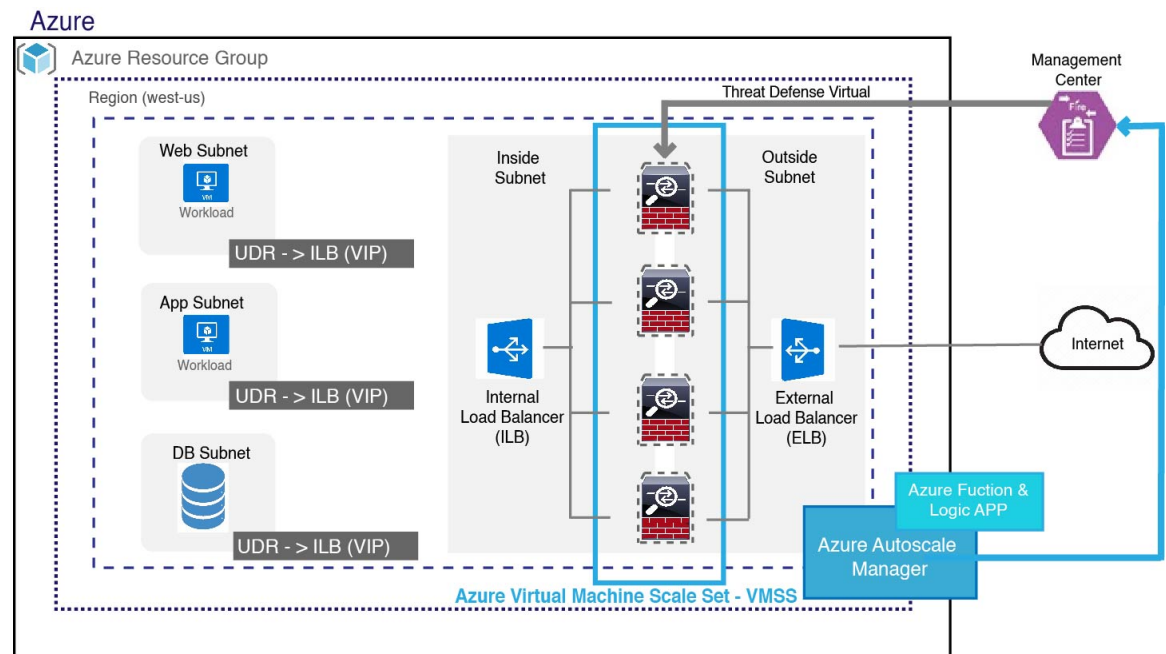 Azure
Azure Resource Group
Management
Center
Fire
Region (west-us)
Threat Defense Virtual
Web Subnet
VM
Workload
UDR - > ILB (VIP)
App Subnet
VM
Workload
UDR - > ILB (VIP)
DB Subnet
UDR - > ILB (VIP)
Inside
Subnet
Outside
Subnet
Internal
Load Balancer
(ILB)
External
Load Balancer
(ELB)
Internet
Azure Fuction &
Logic APP
Azure Autoscale
Manager
Azure Virtual Machine Scale Set - VMSS